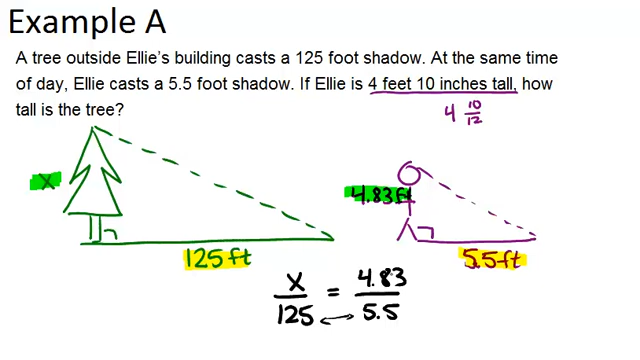 Example A
A tree outside Ellie's building casts a 125 foot shadow. At the same time
of day, Ellie casts a 5.5 foot shadow. If Ellie is 4 feet 10 inches tall, how
tall is the tree?
4 10/12
x
4.83ft
125 ft
5.5ft
x/125 = 4.83/5.5